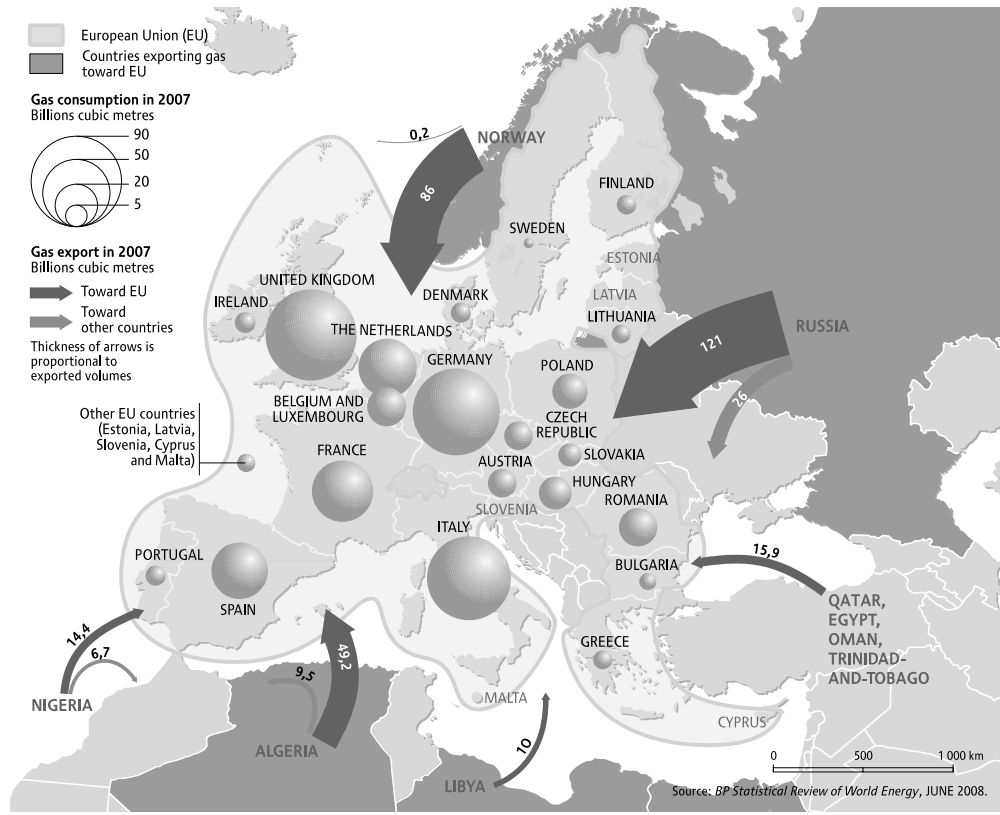 European Union (EU)
Countries exporting gas
toward EU
Gas consumption in 2007
Billions cubic metres
90
50
20
5
Gas export in 2007
Billions cubic metres
Toward EU
Toward
other countries
Thickness of arrows is
proportional to
exported volumes
Other EU countries
(Estonia, Latvia,
Slovenia, Cyprus
and Malta)
0,2
NORWAY
86
FINLAND
SWEDEN
ESTONIA
LATVIA
LITHUANIA
UNITED KINGDOM
IRELAND
DENMARK
THE NETHERLANDS
GERMANY
BELGIUM AND
LUXEMBOURG
POLAND
CZECH
REPUBLIC
121
RUSSIA
26
FRANCE
AUSTRIA
SLOVAKIA
HUNGARY
ROMANIA
SLOVENIA
ITALY
BULGARIA
15,9
QATAR,
EGYPT,
OMAN,
TRINIDAD-
AND-TOBAGO
PORTUGAL
SPAIN
GREECE
14,4
6,7
NIGERIA
49,2
9,5
ALGERIA
MALTA
10
LIBYA
CYPRUS
0
500
1 000 km
Source: BP Statistical Review of World Energy, JUNE 2008.